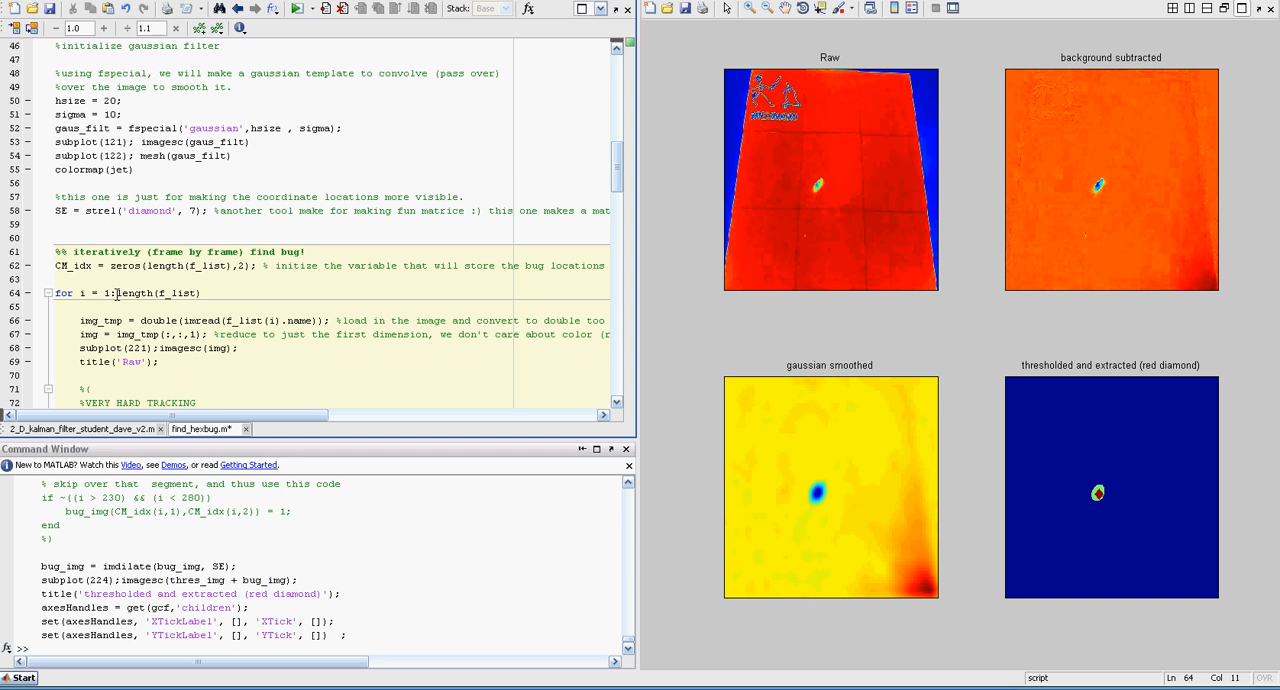 1.0
1.1
Stack:
Base
fx
46 %initialize gaussian filter
47
48 %using fspecial, we will make a gaussian template to convolve (pass over)
49 %over the image to smooth it.
50 hsize = 20;
51 sigma = 10;
52 gaus_filt = fspecial('gaussian',hsize , sigma);
53 subplot(121); imagesc(gaus_filt)
54 subplot(122); mesh(gaus_filt)
55 colormap(jet)
56
57 %this one is just for making the coordinate locations more visible.
58 SE = strel('diamond', 7); %another tool make for making fun matrice :) this one makes a mat
59
60
61 %% iteratively (frame by frame) find bug!
62 CM_idx = zeros(length(f_list),2); % initize the variable that will store the bug locations
63
64 for i = 1:length(f_list)
65
66 img_tmp = double(imread(f_list(i).name)); %load in the image and convert to double too
67 img = img_tmp(:,:,1); %reduce to just the first dimension, we don't care about color (r
68 subplot(221);imagesc(img);
69 title('Raw');
70
71 %{
72 %VERY HARD TRACKING
2_D_kalman_filter_student_dave_v2.m
find_hexbug.m*
Command Window
New to MATLAB? Watch this Video, see Demos, or read Getting Started.
% skip over that segment, and thus use this code
if ~((i > 230) && (i < 280))
bug_img(CM_idx(i,1),CM_idx(i,2)) = 1;
end
%}
bug_img = imdilate(bug_img, SE);
subplot(224);imagesc(thres_img + bug_img);
title('thresholded and extracted (red diamond)');
axesHandles = get(gcf,'children');
set(axesHandles, 'XTickLabel', [], 'XTick', []);
set(axesHandles, 'YTickLabel', [], 'YTick', []) ;
fx >>
Start
script
Ln 64 Col 11
OVR
Raw
background subtracted
gaussian smoothed
thresholded and extracted (red diamond)